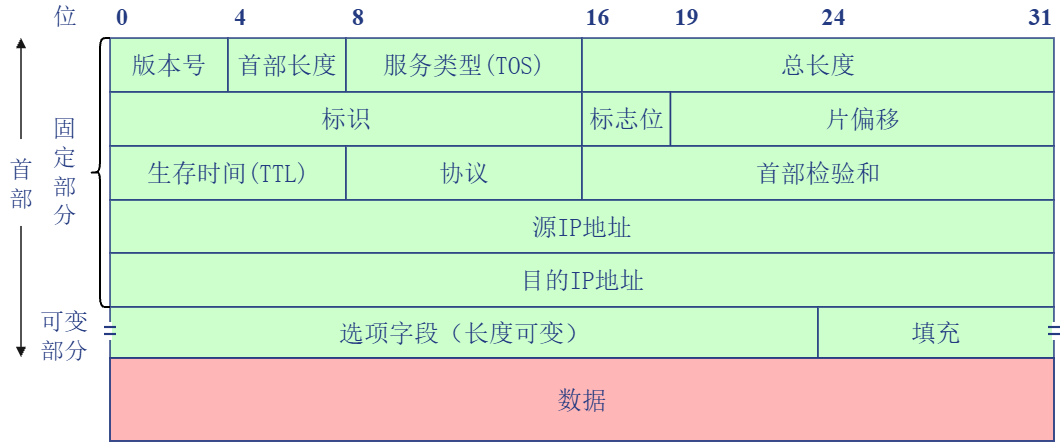 位 0 4 8 16 19 24 31
版本号 首部长度 服务类型(TOS) 总长度
标识 标志位 片偏移
生存时间(TTL) 协议 首部检验和
源IP地址
目的IP地址
选项字段（长度可变） 填充
数据
首部
固定部分
可变
部分